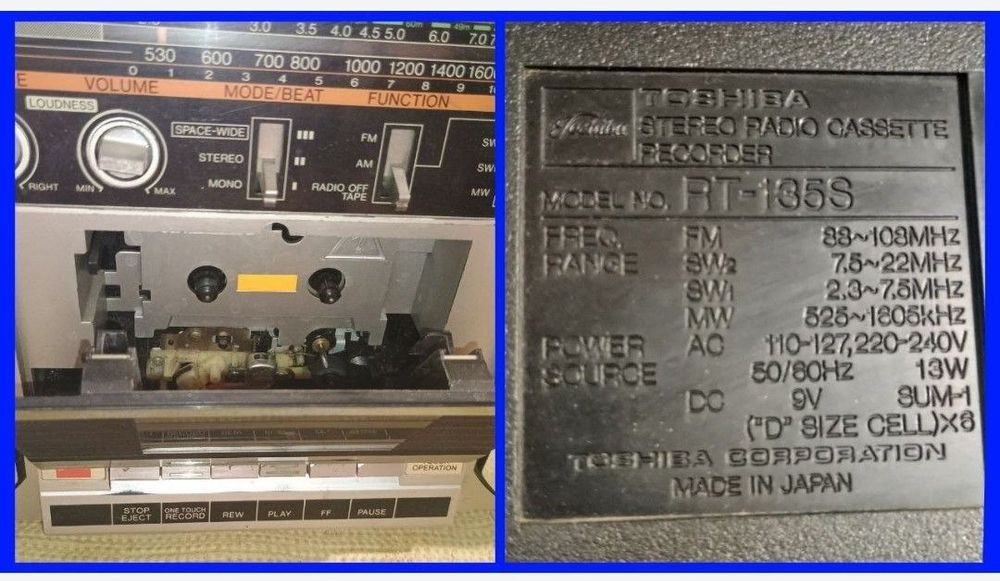 3.0 3.5 4.0 4.5 5.0 6.0 7.0
530 600 700 800 1000 1200 1400 160
0 1 2 3 4 5 6 7 8 9
E VOLUME MODE/BEAT FUNCTION
LOUDNESS
SPACE-WIDE
STEREO
MONO
FM
AM
RADIO OFF
TAPE
SW
SW
MW
RIGHT MIN MAX
OPERATION
STOP
EJECT
ONE TOUCH
RECORD
REW
PLAY
FF
PAUSE
Toshiba
TOSHIBA
STEREO RADIO CASSETTE
RECORDER
MODEL NO. RT-135S
FREQ. FM 88~108MHz
RANGE SW2 7.5~22MHz
SW1 2.3~7.5MHz
MW 525~1605kHz
POWER AC 110-127,220-240V
SOURCE 50/60Hz 13W
DC 9V SUM-1
("D" SIZE CELL)X6
TOSHIBA CORPORATION
MADE IN JAPAN